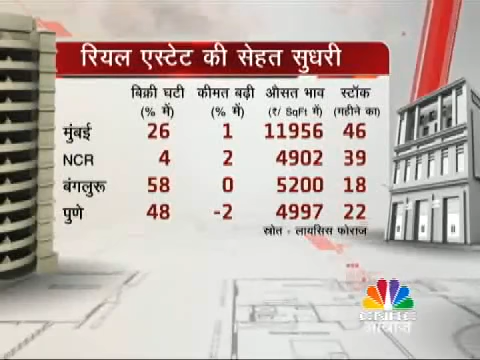 रियल एस्टेट की सेहत सुधरी
बिक्री घटी कीमत बढ़ी औसत भाव स्टॉक
(% में) (% में) (₹/ SqFt में) (महीने का)
मुंबई 26 1 11956 46
NCR 4 2 4902 39
बंगलुरू 58 0 5200 18
पुणे 48 -2 4997 22
स्रोत - लायसिस फोराज
आवाज़